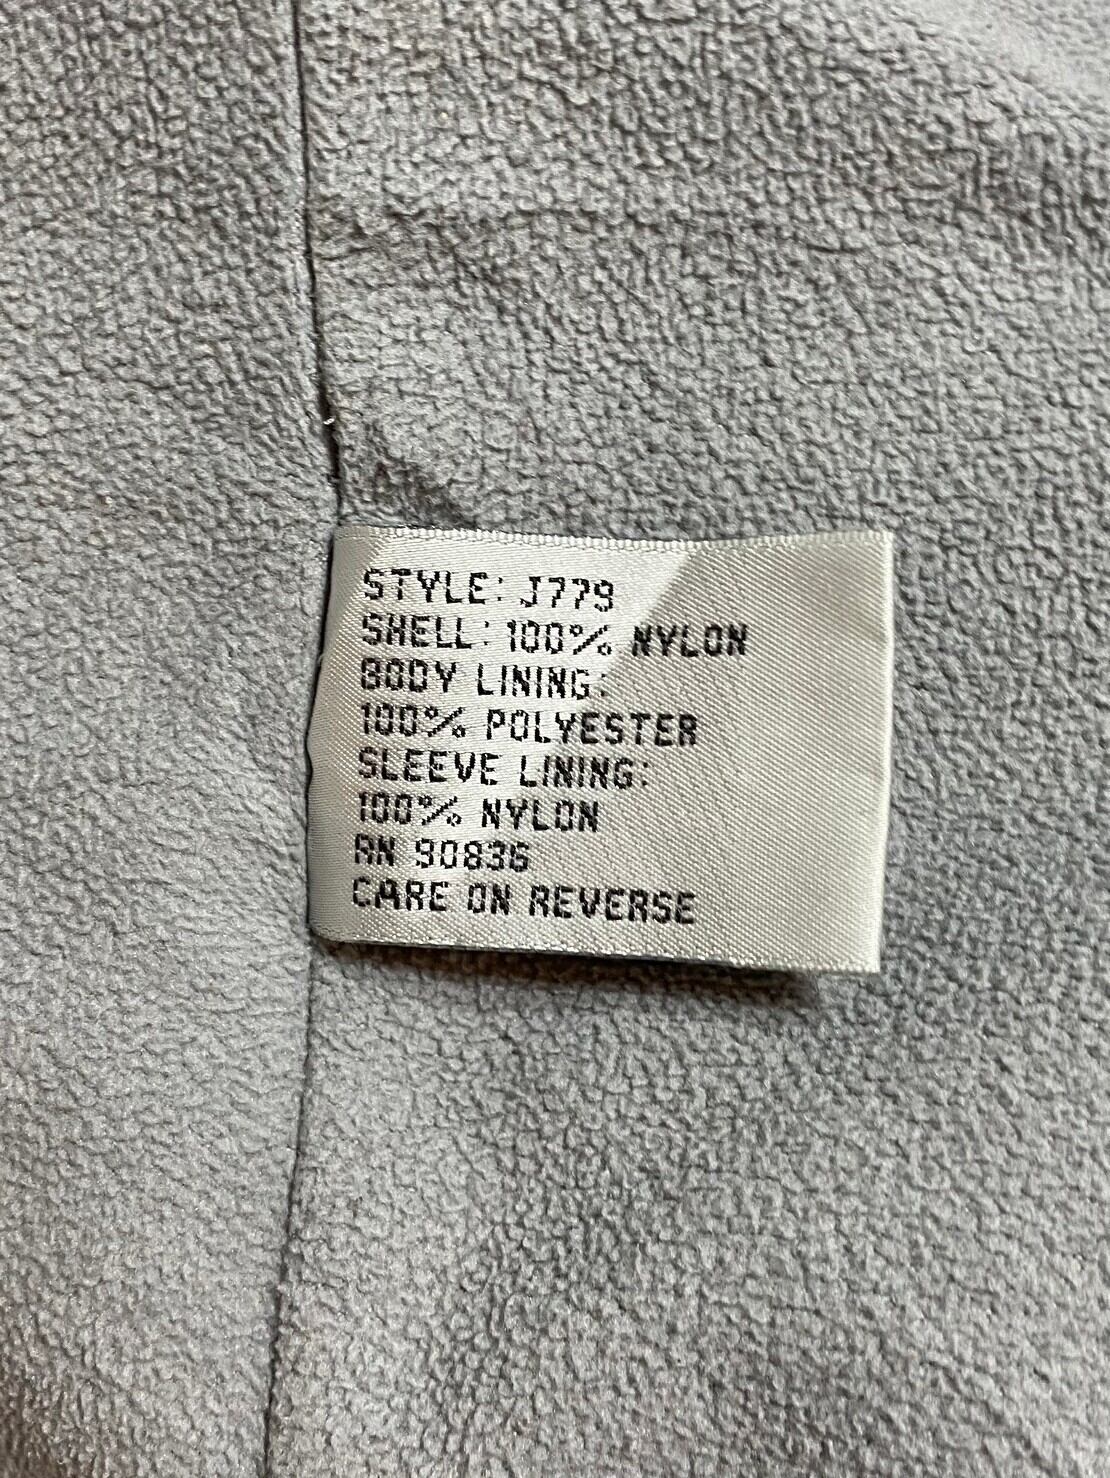 STYLE: J779
SHELL: 100% NYLON
BODY LINING:
100% POLYESTER
SLEEVE LINING:
100% NYLON
RN 90836
CARE ON REVERSE